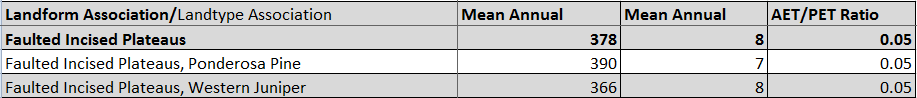 Landform Association/Landtype Association Mean Annual Mean Annual AET/PET Ratio
Faulted Incised Plateaus 378 8 0.05
Faulted Incised Plateaus, Ponderosa Pine 390 7 0.05
Faulted Incised Plateaus, Western Juniper 366 8 0.05